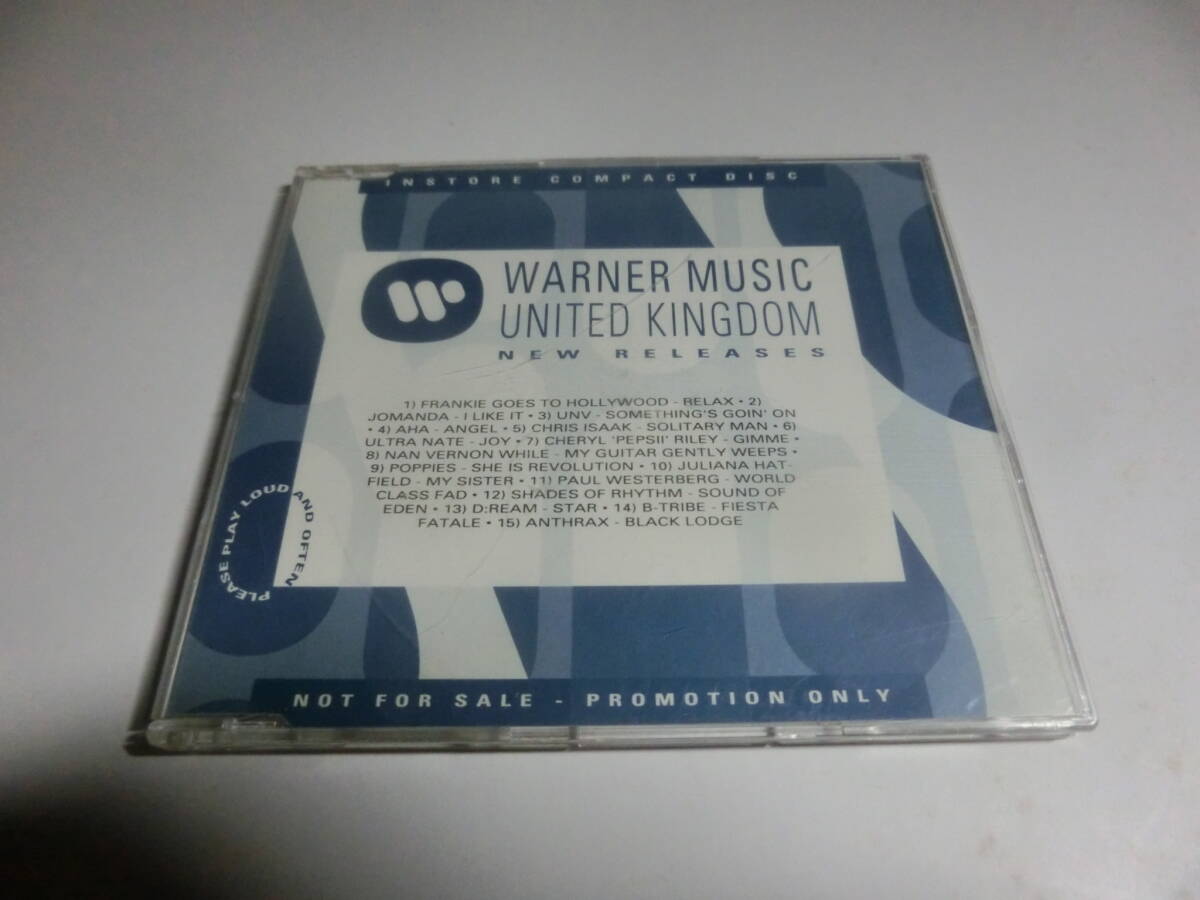 INSTORE COMPACT DISC
WARNER MUSIC
UNITED KINGDOM
NEW RELEASES
1) FRANKIE GOES TO HOLLYWOOD - RELAX • 2)
JOMANDA - I LIKE IT • 3) UNV - SOMETHING'S GOIN' ON
• 4) AHA - ANGEL • 5) CHRIS ISAAK - SOLITARY MAN • 6)
ULTRA NATE - JOY • 7) CHERYL 'PEPSII' RILEY - GIMME •
8) NAN VERNON WHILE - MY GUITAR GENTLY WEEPS •
9) POPPIES - SHE IS REVOLUTION • 10) JULIANA HAT-
FIELD - MY SISTER • 11) PAUL WESTERBERG - WORLD
CLASS FAD • 12) SHADES OF RHYTHM - SOUND OF
EDEN • 13) D:REAM - STAR • 14) B-TRIBE - FIESTA
FATALE • 15) ANTHRAX - BLACK LODGE
PLEASE PLAY LOUD AND OFTEN
NOT FOR SALE - PROMOTION ONLY